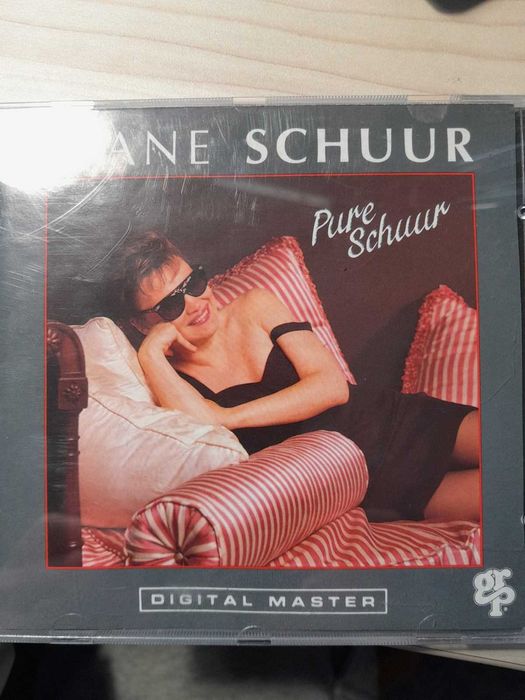 ANE SCHUUR
Pure
Schuur
DIGITAL MASTER
grp